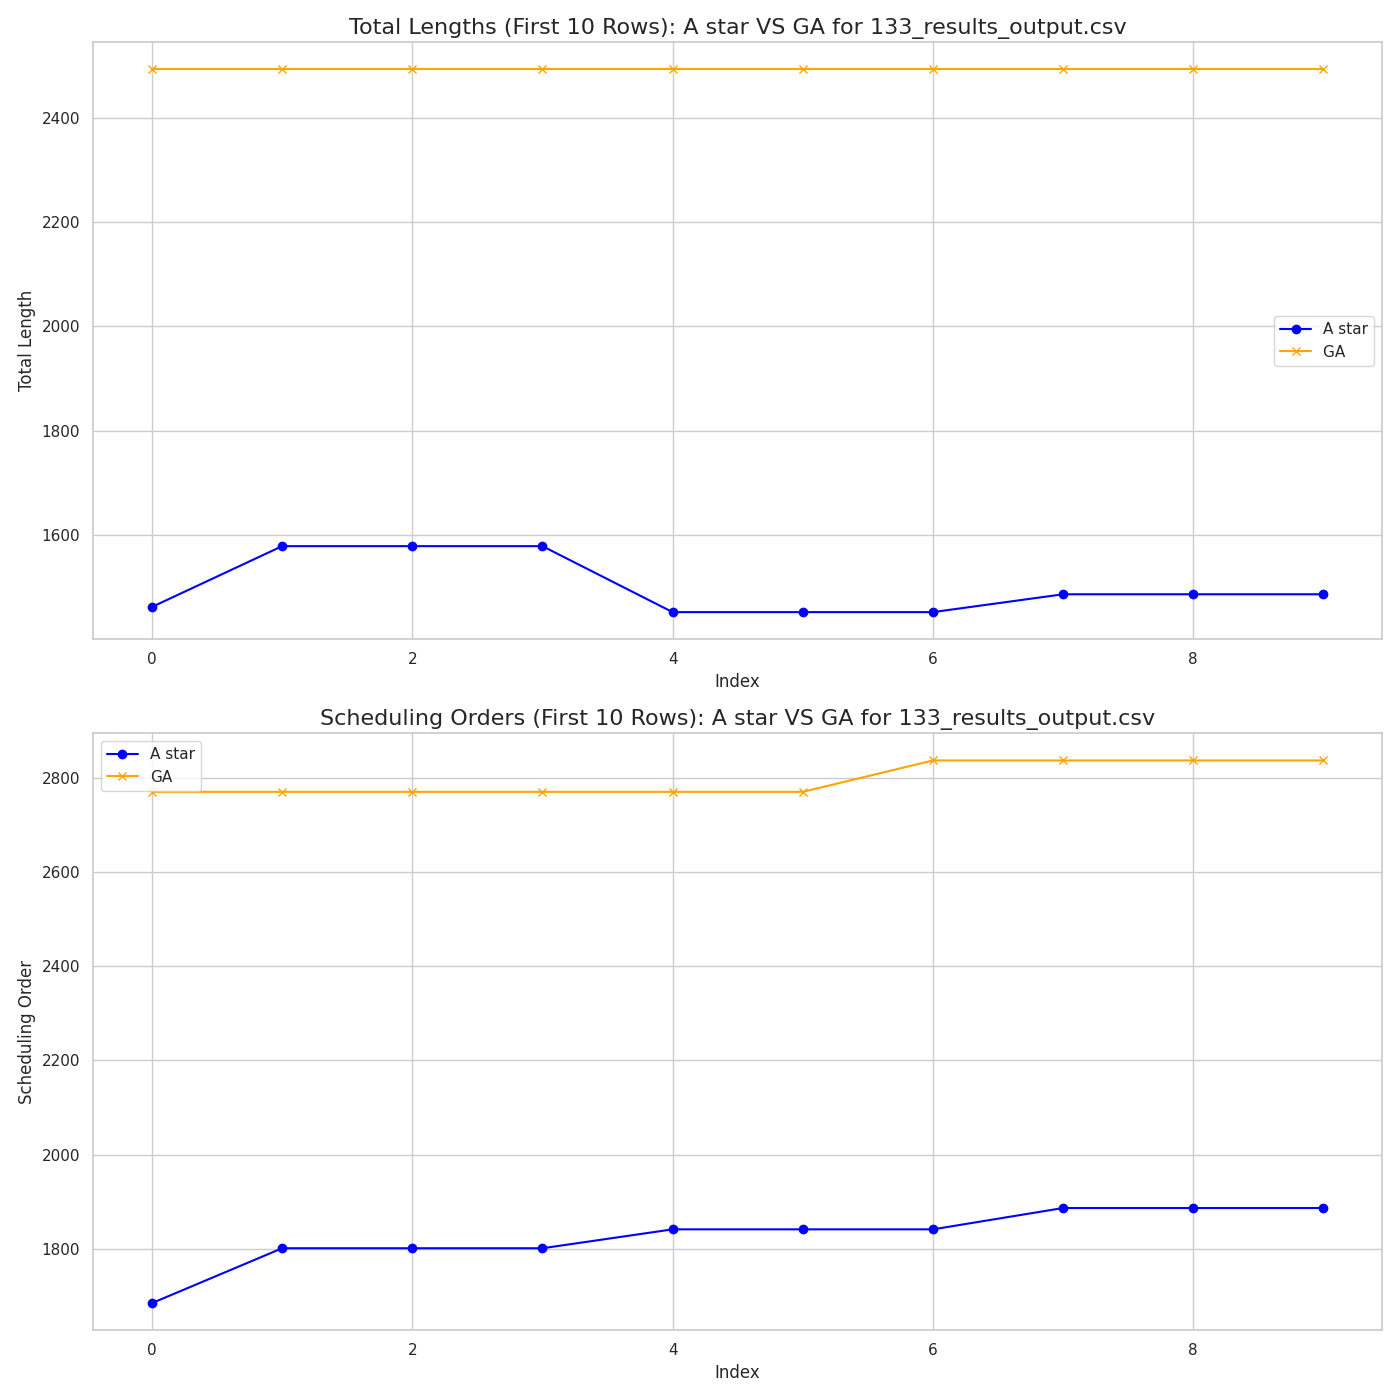 Total Lengths (First 10 Rows): A star VS GA for 133_results_output.csv
2400
2200
2000
1800
1600
Total Length
A star
GA
0 2 4 6 8
Index
Scheduling Orders (First 10 Rows): A star VS GA for 133_results_output.csv
A star
GA
2800
2600
2400
2200
2000
1800
Scheduling Order
0 2 4 6 8
Index